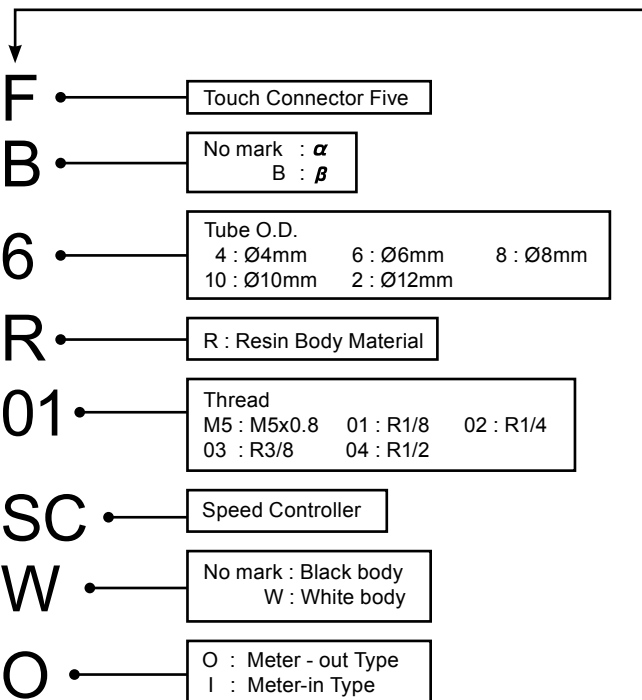 F
Touch Connector Five
B
No mark : α
B : β
6
Tube O.D.
4 : Ø4mm 6 : Ø6mm 8 : Ø8mm
10 : Ø10mm 2 : Ø12mm
R
R : Resin Body Material
01
Thread
M5 : M5x0.8 01 : R1/8 02 : R1/4
03 : R3/8 04 : R1/2
SC
Speed Controller
W
No mark : Black body
W : White body
O
O : Meter - out Type
I : Meter-in Type